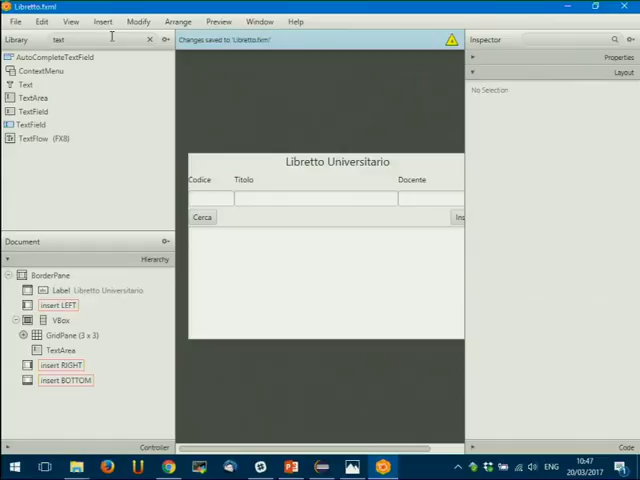 Libretto.fxml
File Edit View Insert Modify Arrange Preview Window Help
Library text
Changes saved to 'Libretto.fxml'
Inspector
AutoCompleteTextField
ContextMenu
Text
TextArea
TextField
TextField
TextFlow (FX8)
Properties
Layout
No Selection
Libretto Universitario
Codice Titolo Docente
Cerca Ins
Document
Hierarchy
BorderPane
abc Label Libretto Universitario
insert LEFT
VBox
GridPane (3 x 3)
TextArea
insert RIGHT
insert BOTTOM
Controller
Code
ENG
10:47
20/03/2017